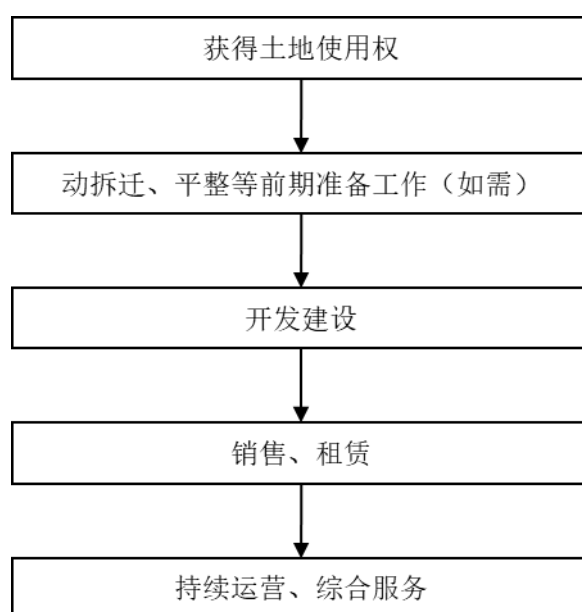 获得土地使用权
动拆迁、平整等前期准备工作（如需）
开发建设
销售、租赁
持续运营、综合服务